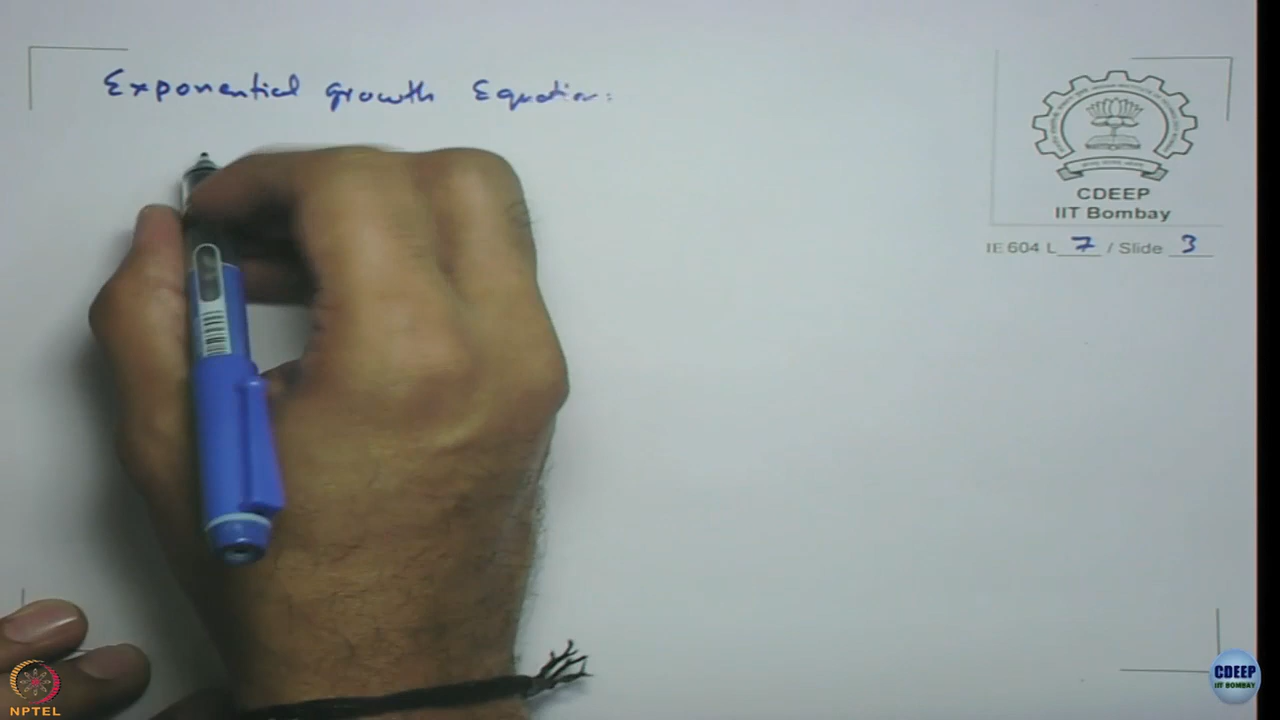 Exponential growth Equation:
CDEEP
IIT Bombay
IE 604 L 7 / Slide 3
NPTEL
CDEEP
IIT BOMBAY